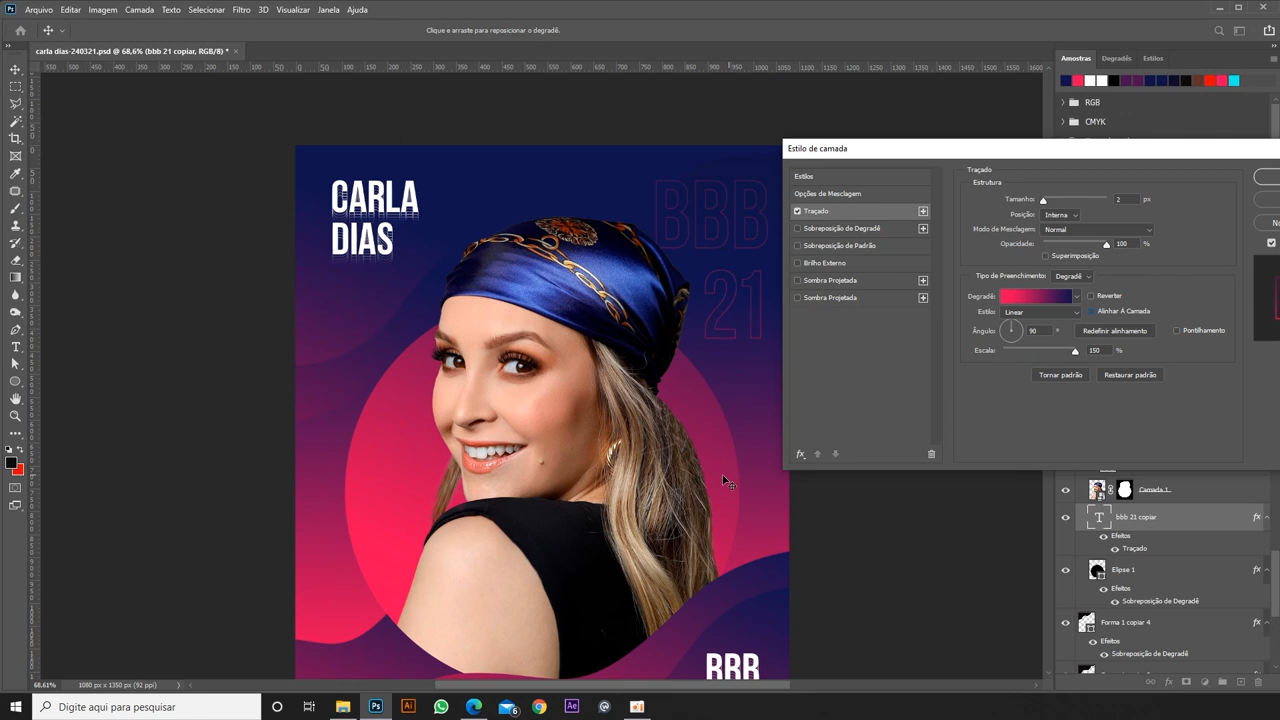 Arquivo Editar Imagem Camada Texto Selecionar Filtro 3D Visualizar Janela Ajuda
Clique e arraste para reposicionar o degradê.
carla dias-240321.psd @ 68,6% (bbb 21 copiar, RGB/8) *
Amostras Degradês Estilos
RGB
CMYK
CARLA
DIAS
BBB
21
BBB
Estilo de camada
Estilos
Opções de Mesclagem
Traçado
Sobreposição de Degradê
Sobreposição de Padrão
Brilho Externo
Sombra Projetada
Sombra Projetada
fx
Traçado
Estrutura
Tamanho: 2 px
Posição: Interna
Modo de Mesclagem: Normal
Opacidade: 100 %
Superimposição
Tipo de Preenchimento: Degradê
Degradê: Reverter
Estilo: Linear Alinhar À Camada
Ângulo: 90 ° Redefinir alinhamento Pontilhamento
Escala: 150 %
Tornar padrão Restaurar padrão
No
Camada 1
bbb 21 copiar fx
Efeitos
Traçado
Elipse 1 fx
Efeitos
Sobreposição de Degradê
Forma 1 copiar 4 fx
Efeitos
Sobreposição de Degradê
68,61% 1080 px x 1350 px (92 ppi)
Digite aqui para pesquisar